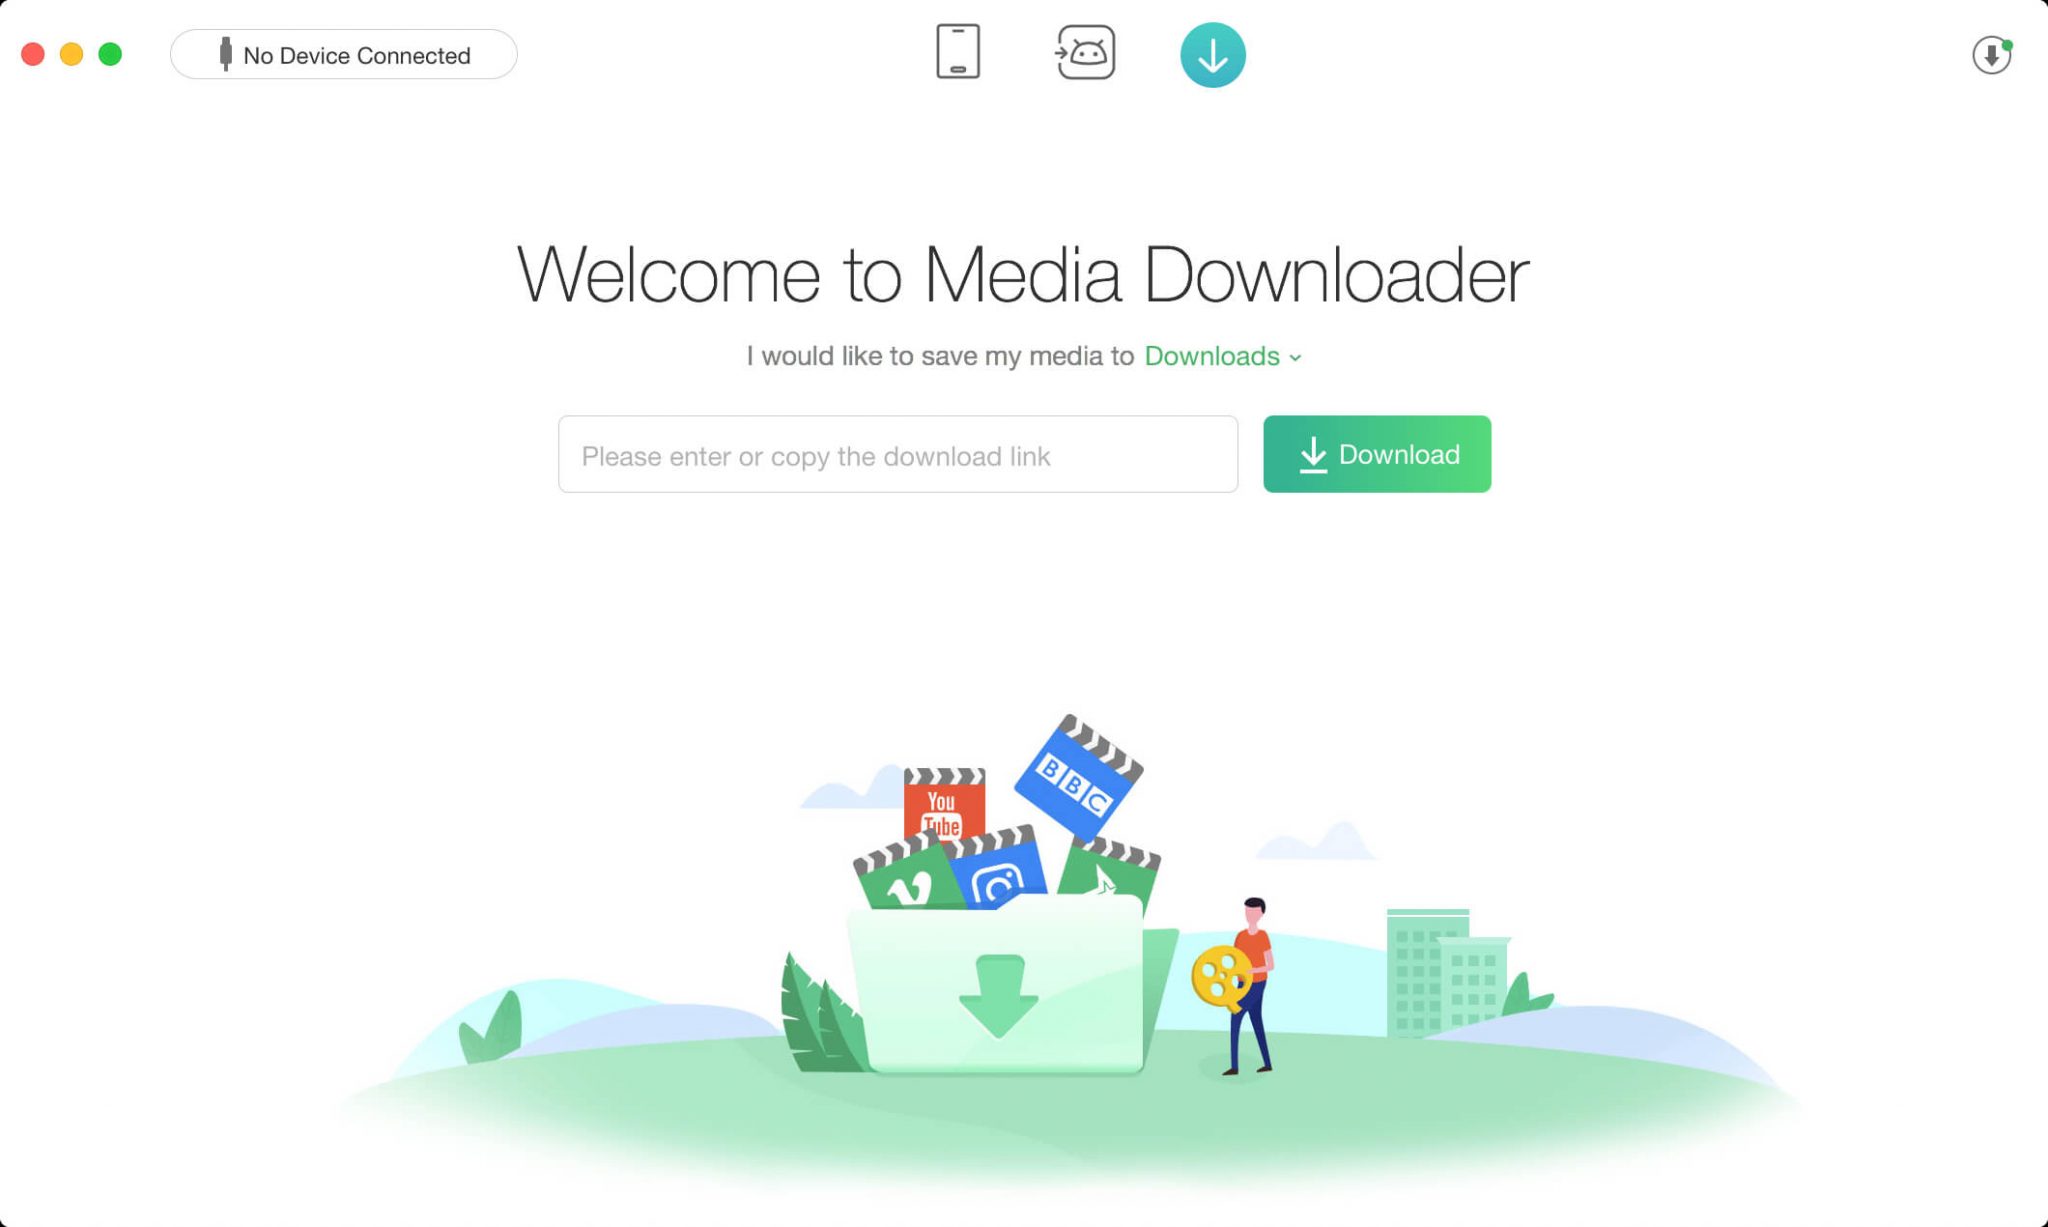 No Device Connected
Welcome to Media Downloader
I would like to save my media to Downloads
Please enter or copy the download link
Download
BBC
You
Tube